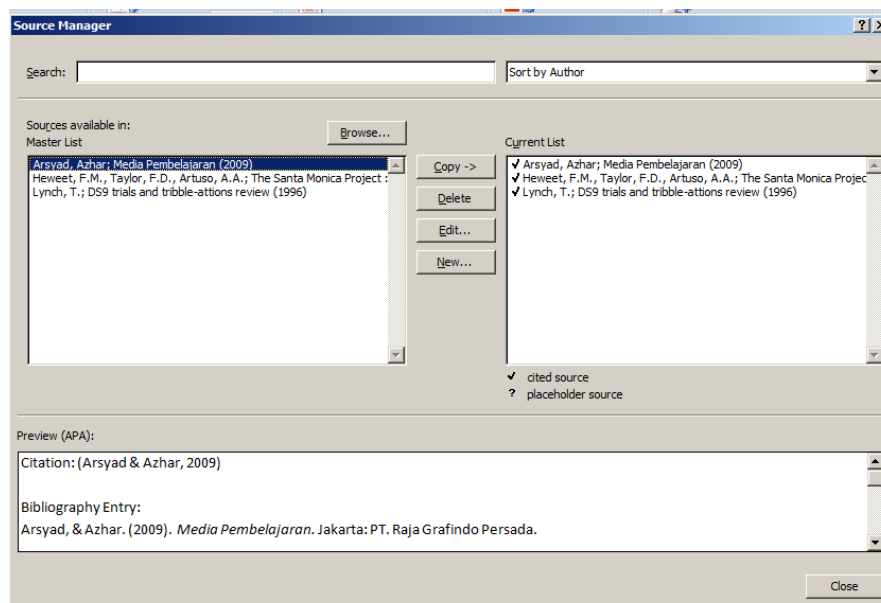 Source Manager
Search:
Sort by Author
Sources available in:
Master List
Browse...
Current List
Arsyad, Azhar; Media Pembelajaran (2009)
Heweet, F.M., Taylor, F.D., Artuso, A.A.; The Santa Monica Project :
Lynch, T.; DS9 trials and tribble-attions review (1996)
Copy ->
Delete
Edit...
New...
✓ Arsyad, Azhar; Media Pembelajaran (2009)
✓ Heweet, F.M., Taylor, F.D., Artuso, A.A.; The Santa Monica Projec
✓ Lynch, T.; DS9 trials and tribble-attions review (1996)
✓ cited source
? placeholder source
Preview (APA):
Citation: (Arsyad & Azhar, 2009)
Bibliography Entry:
Arsyad, & Azhar. (2009). Media Pembelajaran. Jakarta: PT. Raja Grafindo Persada.
Close